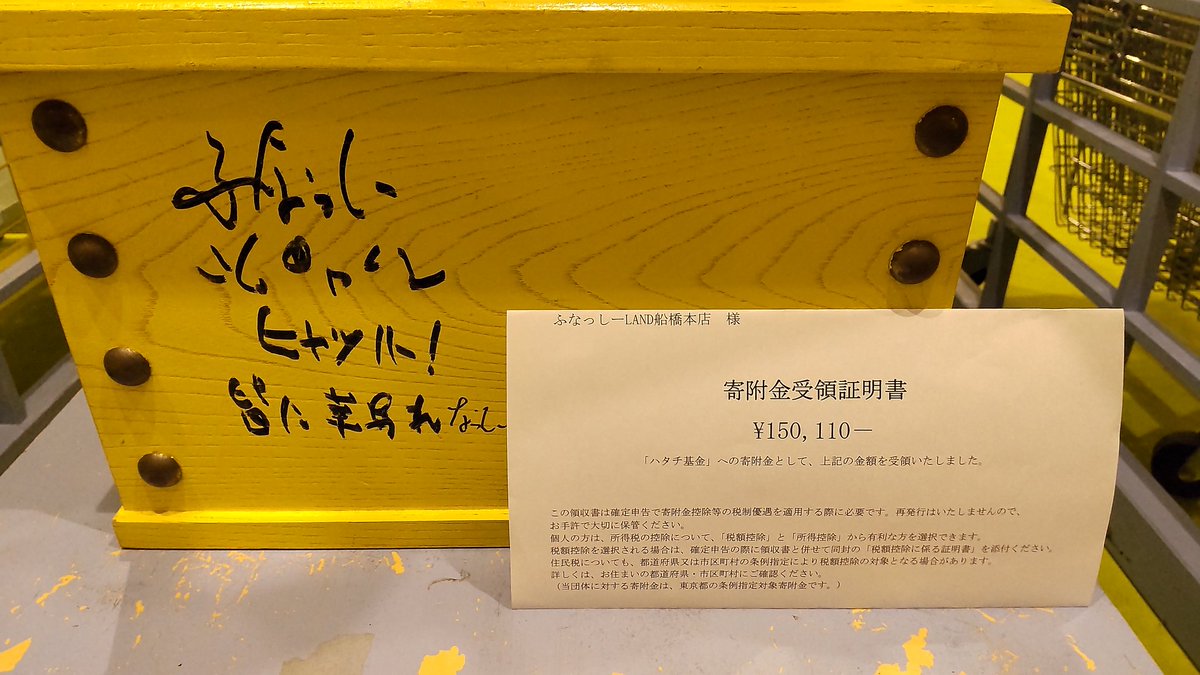 ふなっしー
ヒャッハー!
皆た
なっしー
ふなっしーLAND船橋本店 様
寄附金受領証明書
¥150,110－
「ハタチ基金」への寄附金として、上記の金額を受領いたしました。
この領収書は確定申告で寄附金控除等の税制優遇を適用する際に必要です。再発行はいたしませんので、
お手許で大切に保管ください。
個人の方は、所得税の控除について、「税額控除」と「所得控除」から有利な方を選択できます。
税額控除を選択される場合は、確定申告の際に領収書と併せて同封の「税額控除に係る証明書」を添付ください。
住民税についても、都道府県又は市区町村の条例指定により税額控除の対象となる場合があります。
詳しくは、お住まいの都道府県・市区町村にご確認ください。
（当団体に対する寄附金は、東京都の条例指定対象寄附金です。）